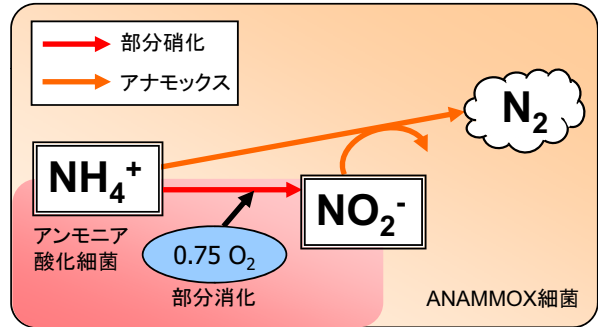 部分硝化
アナモックス
N₂
NH₄⁺
NO₂⁻
アンモニア
酸化細菌
0.75 O₂
部分消化
ANAMMOX細菌